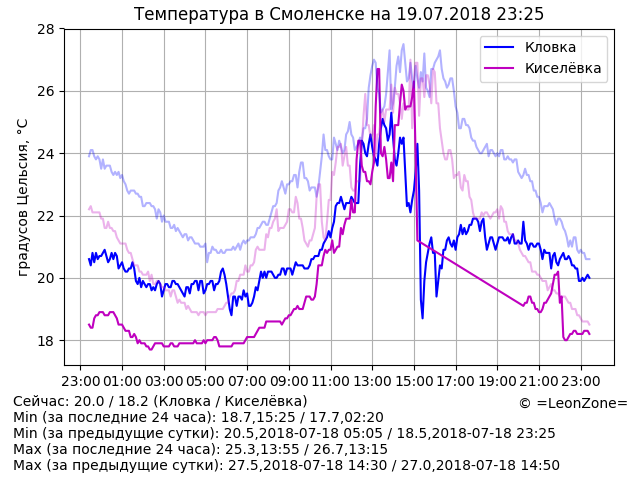 Температура в Смоленске на 19.07.2018 23:25
градусов Цельсия, °C
28
26
24
22
20
18
Кловка
Киселёвка
23:00 01:00 03:00 05:00 07:00 09:00 11:00 13:00 15:00 17:00 19:00 21:00 23:00
Сейчас: 20.0 / 18.2 (Кловка / Киселёвка)
© =LeonZone=
Min (за последние 24 часа): 18.7,15:25 / 17.7,02:20
Min (за предыдущие сутки): 20.5,2018-07-18 05:05 / 18.5,2018-07-18 23:25
Max (за последние 24 часа): 25.3,13:55 / 26.7,13:15
Max (за предыдущие сутки): 27.5,2018-07-18 14:30 / 27.0,2018-07-18 14:50